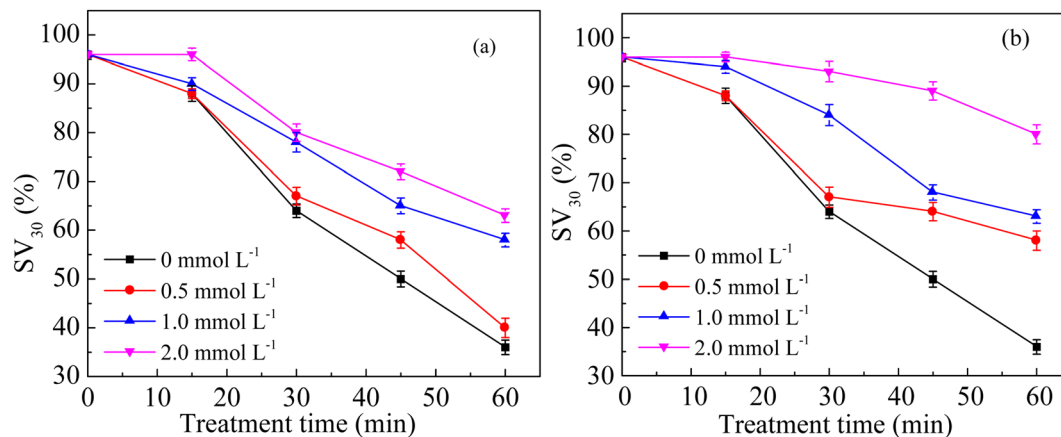 (a)
SV30 (%)
100
90
80
70
60
50
40
30
0 mmol L-1
0.5 mmol L-1
1.0 mmol L-1
2.0 mmol L-1
0 10 20 30 40 50 60
Treatment time (min)
(b)
SV30 (%)
100
90
80
70
60
50
40
30
0 mmol L-1
0.5 mmol L-1
1.0 mmol L-1
2.0 mmol L-1
0 10 20 30 40 50 60
Treatment time (min)